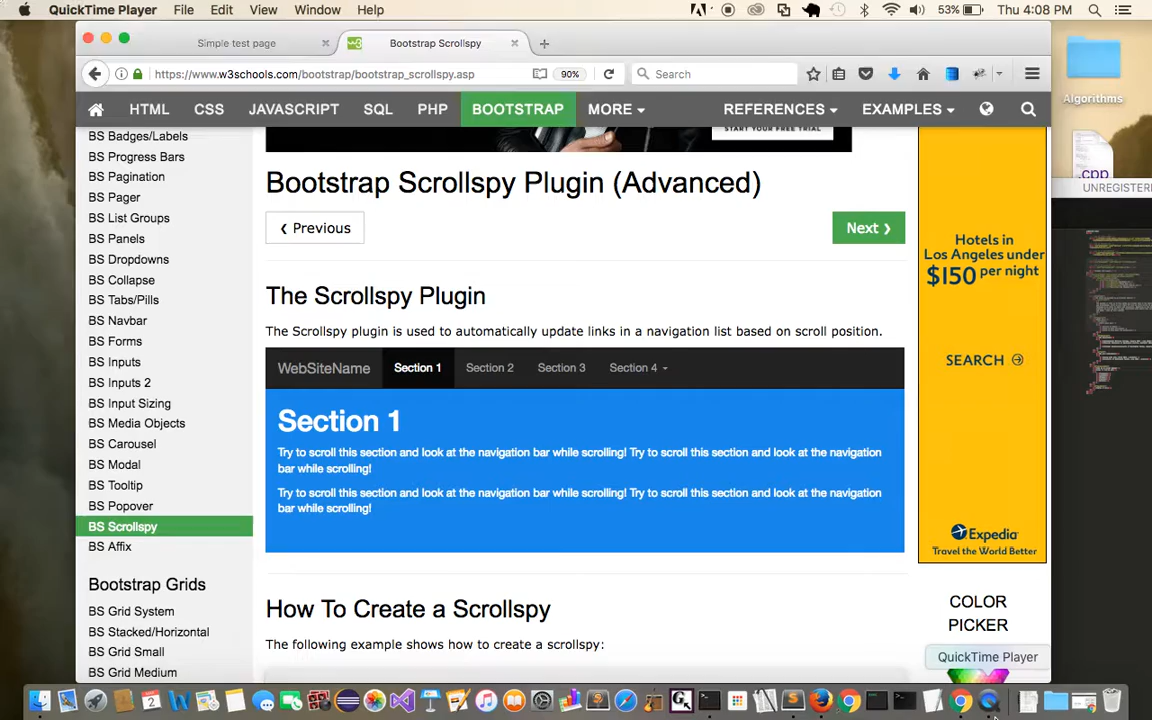 QuickTime Player File Edit View Window Help 53% Thu 4:08 PM
Simple test page
Bootstrap Scrollspy
https://www.w3schools.com/bootstrap/bootstrap_scrollspy.asp 90% Search
HTML CSS JAVASCRIPT SQL PHP BOOTSTRAP MORE REFERENCES EXAMPLES
Algorithms
.cpp
UNREGISTER
BS Badges/Labels
BS Progress Bars
BS Pagination
BS Pager
BS List Groups
BS Panels
BS Dropdowns
BS Collapse
BS Tabs/Pills
BS Navbar
BS Forms
BS Inputs
BS Inputs 2
BS Input Sizing
BS Media Objects
BS Carousel
BS Modal
BS Tooltip
BS Popover
BS Scrollspy
BS Affix
Bootstrap Grids
BS Grid System
BS Stacked/Horizontal
BS Grid Small
BS Grid Medium
START YOUR FREE TRIAL
Bootstrap Scrollspy Plugin (Advanced)
❮ Previous
Next ❯
The Scrollspy Plugin
The Scrollspy plugin is used to automatically update links in a navigation list based on scroll position.
WebSiteName Section 1 Section 2 Section 3 Section 4
Section 1
Try to scroll this section and look at the navigation bar while scrolling! Try to scroll this section and look at the navigation
bar while scrolling!
Try to scroll this section and look at the navigation bar while scrolling! Try to scroll this section and look at the navigation
bar while scrolling!
How To Create a Scrollspy
The following example shows how to create a scrollspy:
Hotels in
Los Angeles under
$150 per night
SEARCH
Expedia
Travel the World Better
COLOR
PICKER
QuickTime Player